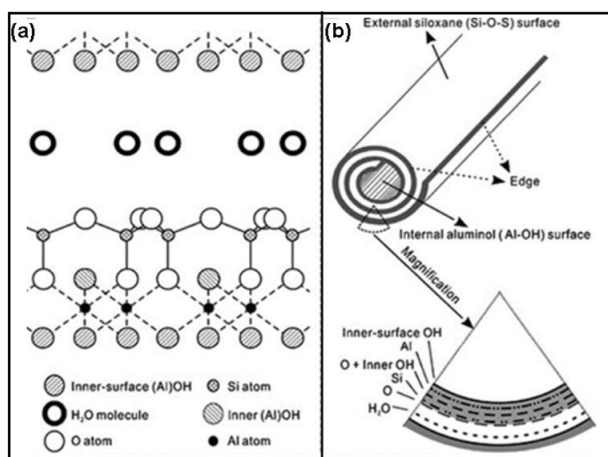 (a)
Inner-surface (Al)OH
Si atom
H₂O molecule
Inner (Al)OH
O atom
Al atom
(b)
External siloxane (Si-O-S) surface
Edge
Internal aluminol (Al-OH) surface
Magnification
Inner-surface OH
Al
O + Inner OH
Si
O
H₂O